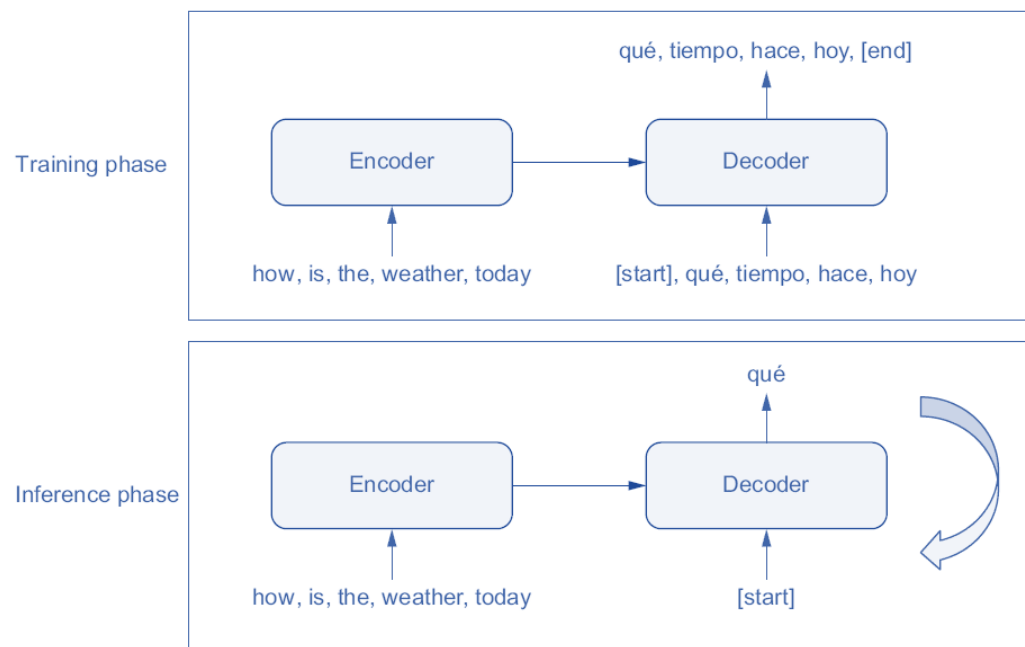 qué, tiempo, hace, hoy, [end]
Training phase
Encoder
Decoder
how, is, the, weather, today
[start], qué, tiempo, hace, hoy
qué
Inference phase
Encoder
Decoder
how, is, the, weather, today
[start]